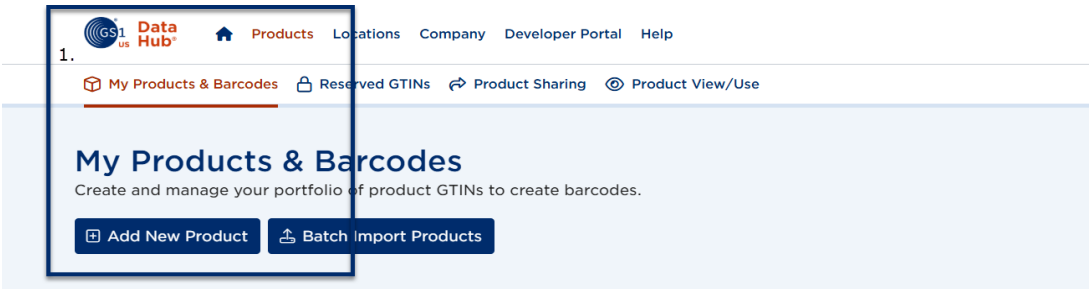 GS1 US Data Hub® Products Locations Company Developer Portal Help
1.
My Products & Barcodes Reserved GTINs Product Sharing Product View/Use
My Products & Barcodes
Create and manage your portfolio of product GTINs to create barcodes.
Add New Product Batch Import Products